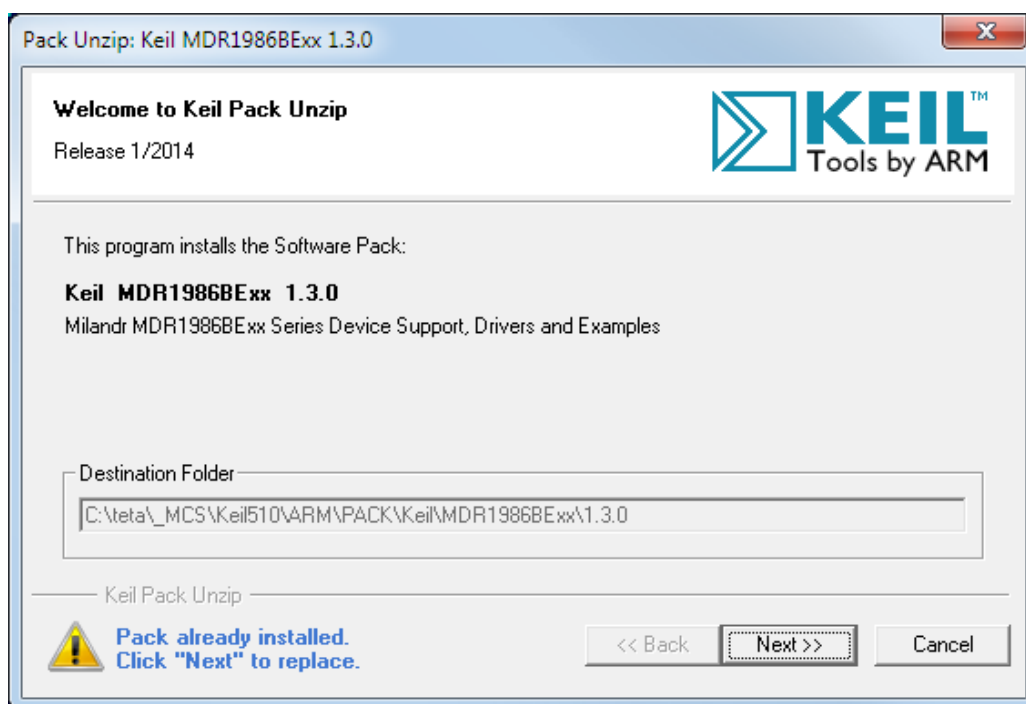 Pack Unzip: Keil MDR1986BExx 1.3.0
Welcome to Keil Pack Unzip
Release 1/2014
KEIL™
Tools by ARM
This program installs the Software Pack:
Keil MDR1986BExx 1.3.0
Milandr MDR1986BExx Series Device Support, Drivers and Examples
Destination Folder
C:\teta\_MCS\Keil510\ARM\PACK\Keil\MDR1986BExx\1.3.0
Keil Pack Unzip
Pack already installed.
Click "Next" to replace.
<< Back
Next >>
Cancel